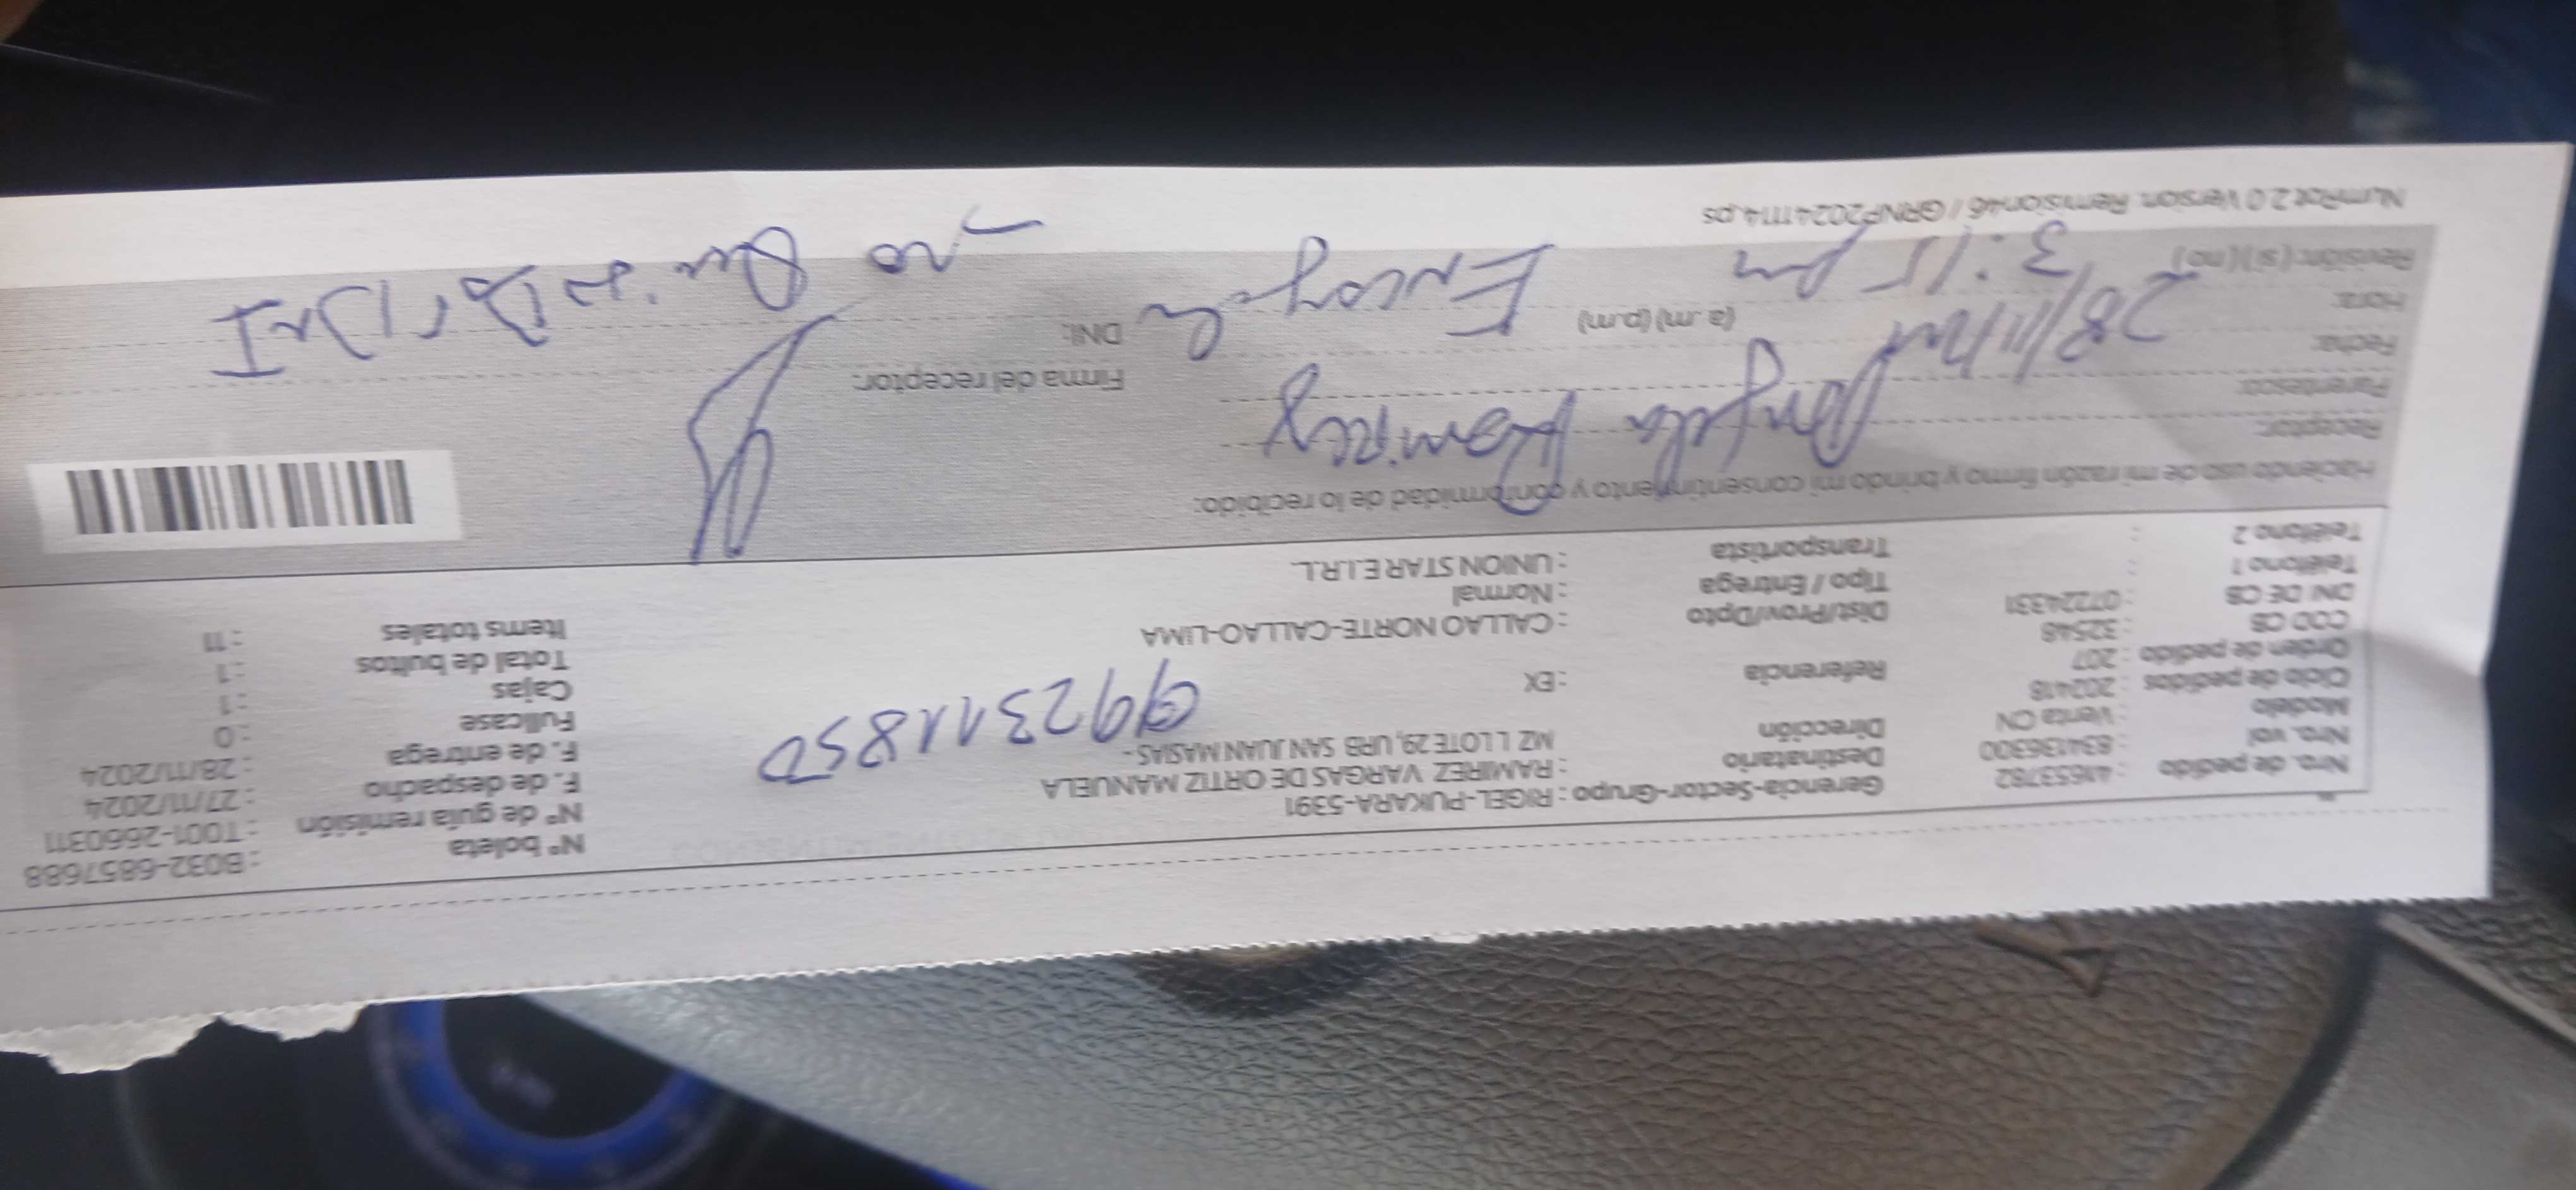 Nro. de pedido : 41653782 Gerencia-Sector-Grupo : RIGEL-PUKARA-5391 N° boleta : B032-6857688
Nro. vol : 834136300 Destinatario : RAMIREZ VARGAS DE ORTIZ MANUELA N° de guía remisión : T001-2660311
Modelo : Venta CN Dirección MZ L LOTE 29, URB SAN JUAN MASIAS- F. de despacho : 27/11/2024
Ciclo de pedidos : 202418 F. de entrega : 28/11/2024
992311850
Orden de pedido : 207 Referencia : EX Fullcase : 0
COD CB : 32548 Dist/Prov/Dpto : CALLAO NORTE-CALLAO-LIMA Cajas : 1
DNI DE CB : 07224331 Tipo / Entrega : Normal Total de bultos : 1
Teléfono 1 : Transportista : UNION STAR E.I.R.L. Items totales : 11
Teléfono 2 :
Haciendo uso de mi razón firmo y brindo mi consentimiento y conformidad de lo recibido:
Receptor: Angela Ramirez
Parentesco: Firma del receptor:
Fecha: 28/11/
Hora: 3:15 pm (a.m) (p.m) DNI: no
Revisión: (si) (no)
NumRot 2.0 Version: Remision46 / GRNP20241114.ps